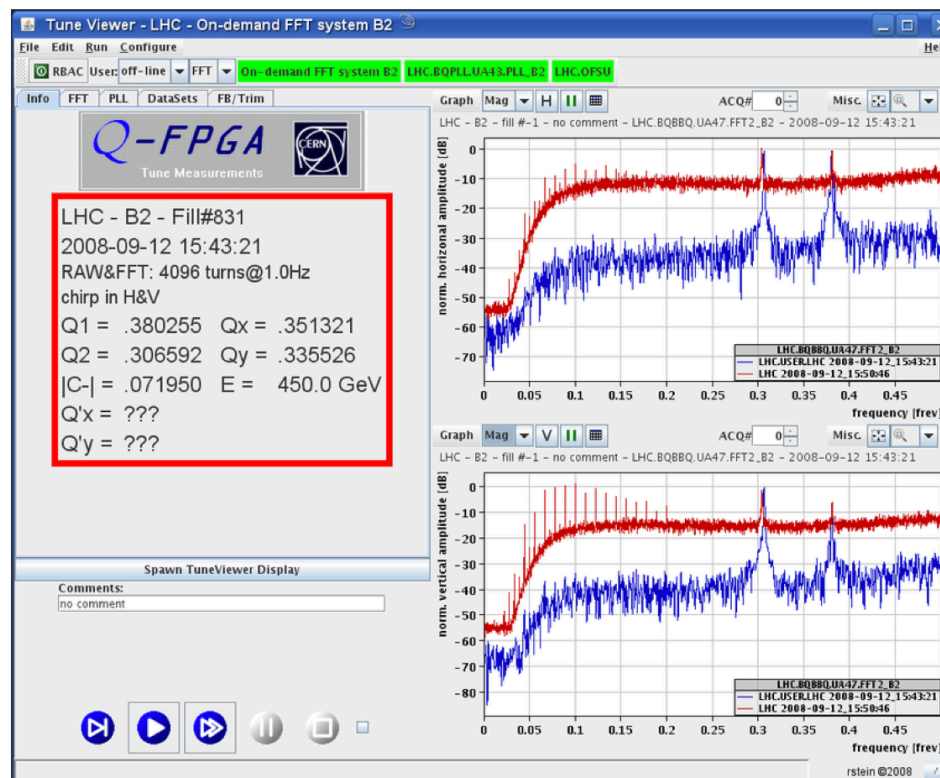 Tune Viewer - LHC - On-demand FFT system B2
File Edit Run Configure
RBAC User: off-line FFT On-demand FFT system B2 LHC.BQPLL.UA43.PLL_B2 LHC.OFSU
Info FFT PLL DataSets FB/Trim
Q-FPGA
Tune Measurements
CERN
LHC - B2 - Fill#831
2008-09-12 15:43:21
RAW&FFT: 4096 turns@1.0Hz
chirp in H&V
Q1 = .380255 Qx = .351321
Q2 = .306592 Qy = .335526
|C-| = .071950 E = 450.0 GeV
Q'x = ???
Q'y = ???
Spawn TuneViewer Display
Comments:
no comment
Graph Mag H ACQ# 0 Misc.
LHC - B2 - fill #-1 - no comment - LHC.BQBBQ.UA47.FFT2_B2 - 2008-09-12 15:43:21
norm. horizonal amplitude [dB]
0
-10
-20
-30
-40
-50
-60
-70
LHC.BQBBQ.UA47.FFT2_B2
LHC.USER.LHC 2008-09-12_15:43:21
LHC 2008-09-12_15:50:46
0 0.05 0.1 0.15 0.2 0.25 0.3 0.35 0.4 0.45
frequency [frev]
Graph Mag V ACQ# 0 Misc.
LHC - B2 - fill #-1 - no comment - LHC.BQBBQ.UA47.FFT2_B2 - 2008-09-12 15:43:21
norm. vertical amplitude [dB]
0
-10
-20
-30
-40
-50
-60
-70
-80
LHC.BQBBQ.UA47.FFT2_B2
LHC.USER.LHC 2008-09-12_15:43:21
LHC 2008-09-12_15:50:46
0 0.05 0.1 0.15 0.2 0.25 0.3 0.35 0.4 0.45
frequency [frev]
rstein ©2008